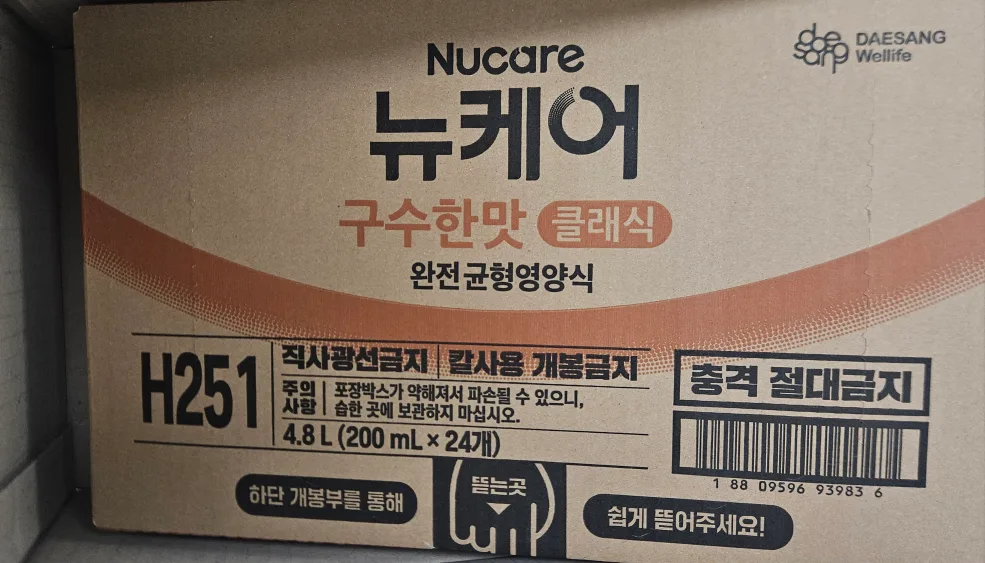 Nucare
DAESANG
Wellife
뉴케어
구수한맛 클래식
완전균형영양식
H251
직사광선금지 칼사용 개봉금지
주의
사항
포장박스가 약해져서 파손될 수 있으니,
습한 곳에 보관하지 마십시오.
4.8 L (200 mL × 24개)
충격 절대금지
1 88 09596 93983 6
하단 개봉부를 통해
뜯는곳
쉽게 뜯어주세요!